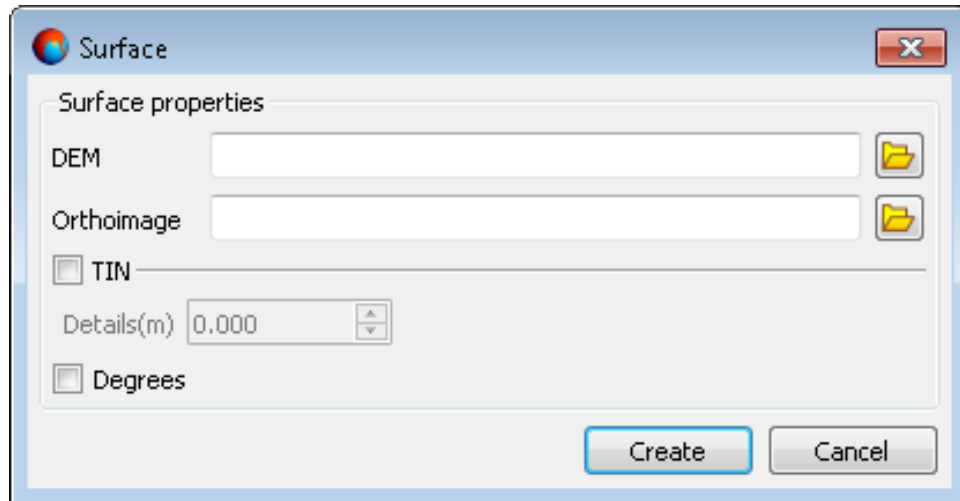 Surface
Surface properties
DEM
Orthoimage
TIN
Details(m) 0.000
Degrees
Create Cancel